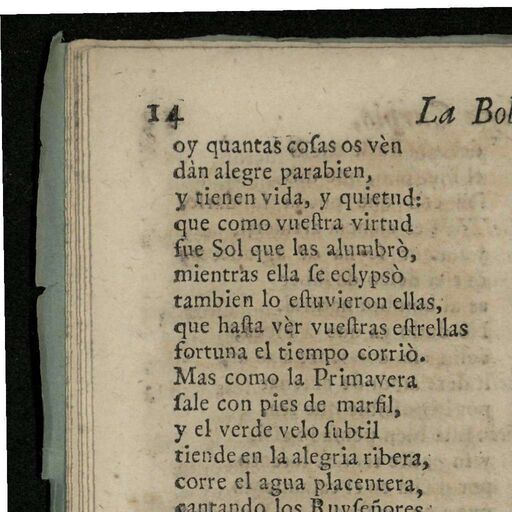 14 La Bob
oy quantas coſas os vèn
dàn alegre parabien,
y tienen vida, y quietud:
que como vueſtra virtud
fue Sol que las alumbrò,
mientras ella ſe eclypsò
tambien lo eſtuvieron ellas,
que haſta vèr vueſtras eſtrellas
fortuna el tiempo corriò.
Mas como la Primavera
ſale con pies de marfil,
y el verde velo ſubtil
tiende en la alegria ribera,
corre el agua placentera,
cantando los Ruyſeñores,